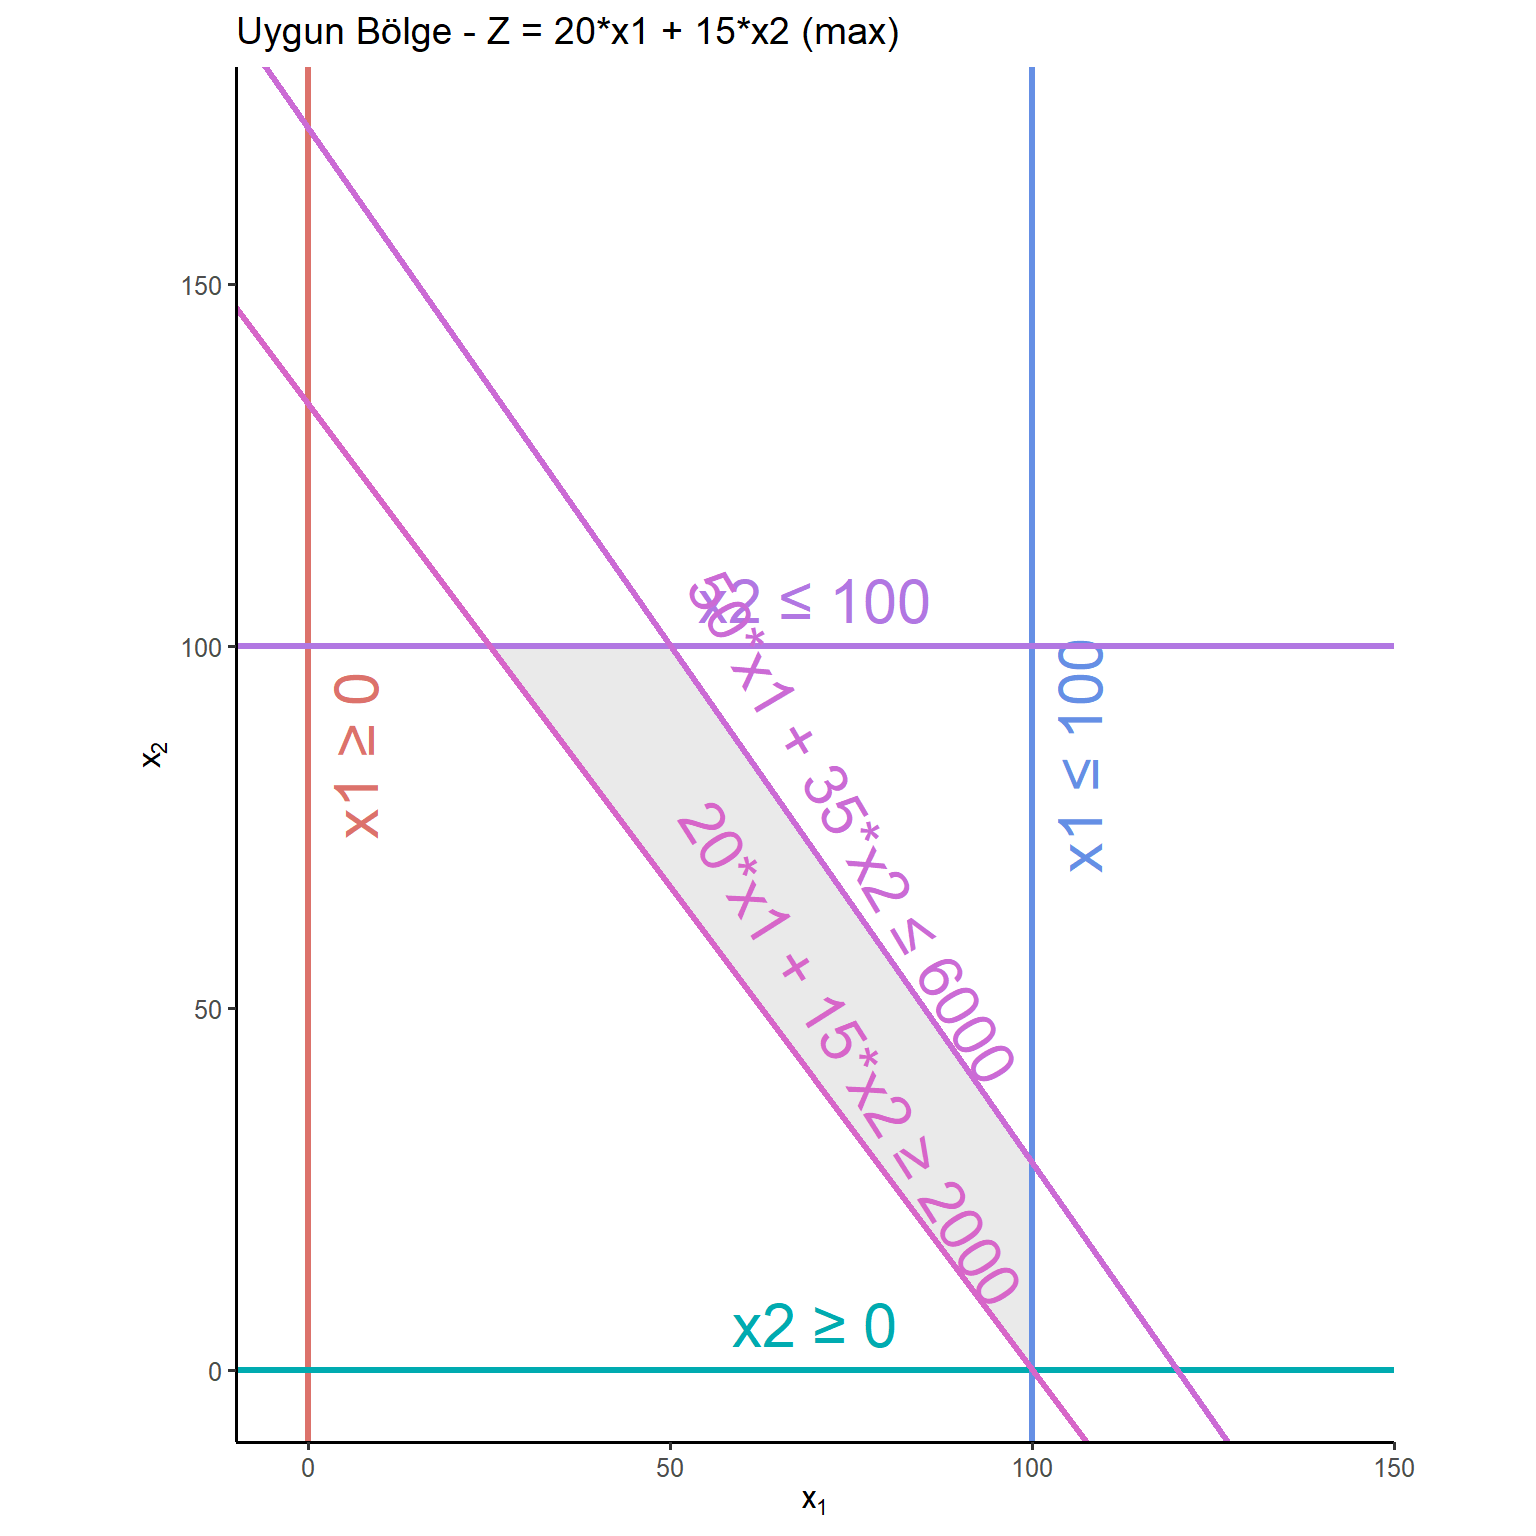 Uygun Bölge - Z = 20*x1 + 15*x2 (max)
150
100
50
0
x2
x1 ≥ 0
x2 ≤ 100
50*x1 + 35*x2 ≤ 6000
x1 ≤ 100
20*x1 + 15*x2 ≥ 2000
x2 ≥ 0
0
50
100
150
x1